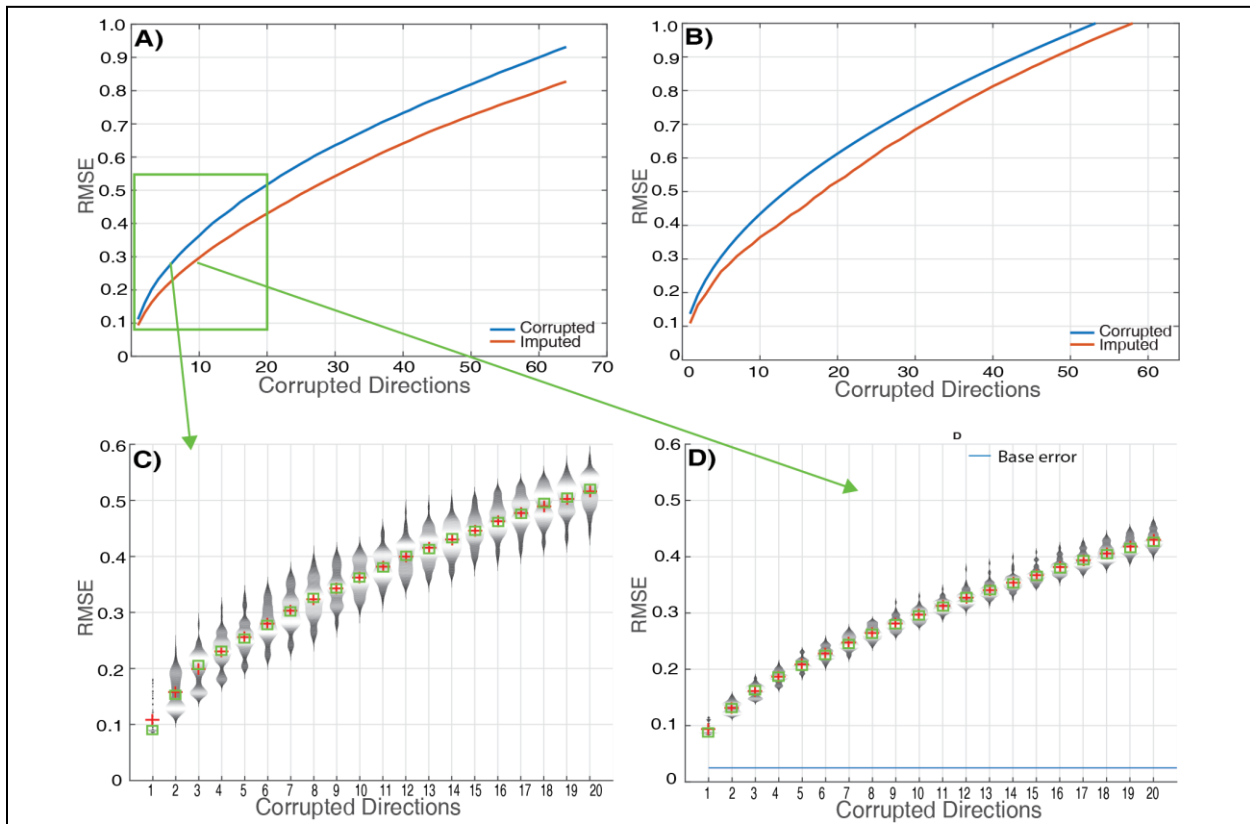 A)
1.0
0.9
0.8
0.7
0.6
0.5
0.4
0.3
0.2
0.1
0
RMSE
10 20 30 40 50 60 70
Corrupted Directions
Corrupted
Imputed
B)
1.0
0.9
0.8
0.7
0.6
0.5
0.4
0.3
0.2
0.1
0
RMSE
0 10 20 30 40 50 60
Corrupted Directions
Corrupted
Imputed
C)
0.6
0.5
0.4
0.3
0.2
0.1
0
RMSE
1 2 3 4 5 6 7 8 9 10 11 12 13 14 15 16 17 18 19 20
Corrupted Directions
D
D)
Base error
0.6
0.5
0.4
0.3
0.2
0.1
0
RMSE
1 2 3 4 5 6 7 8 9 10 11 12 13 14 15 16 17 18 19 20
Corrupted Directions